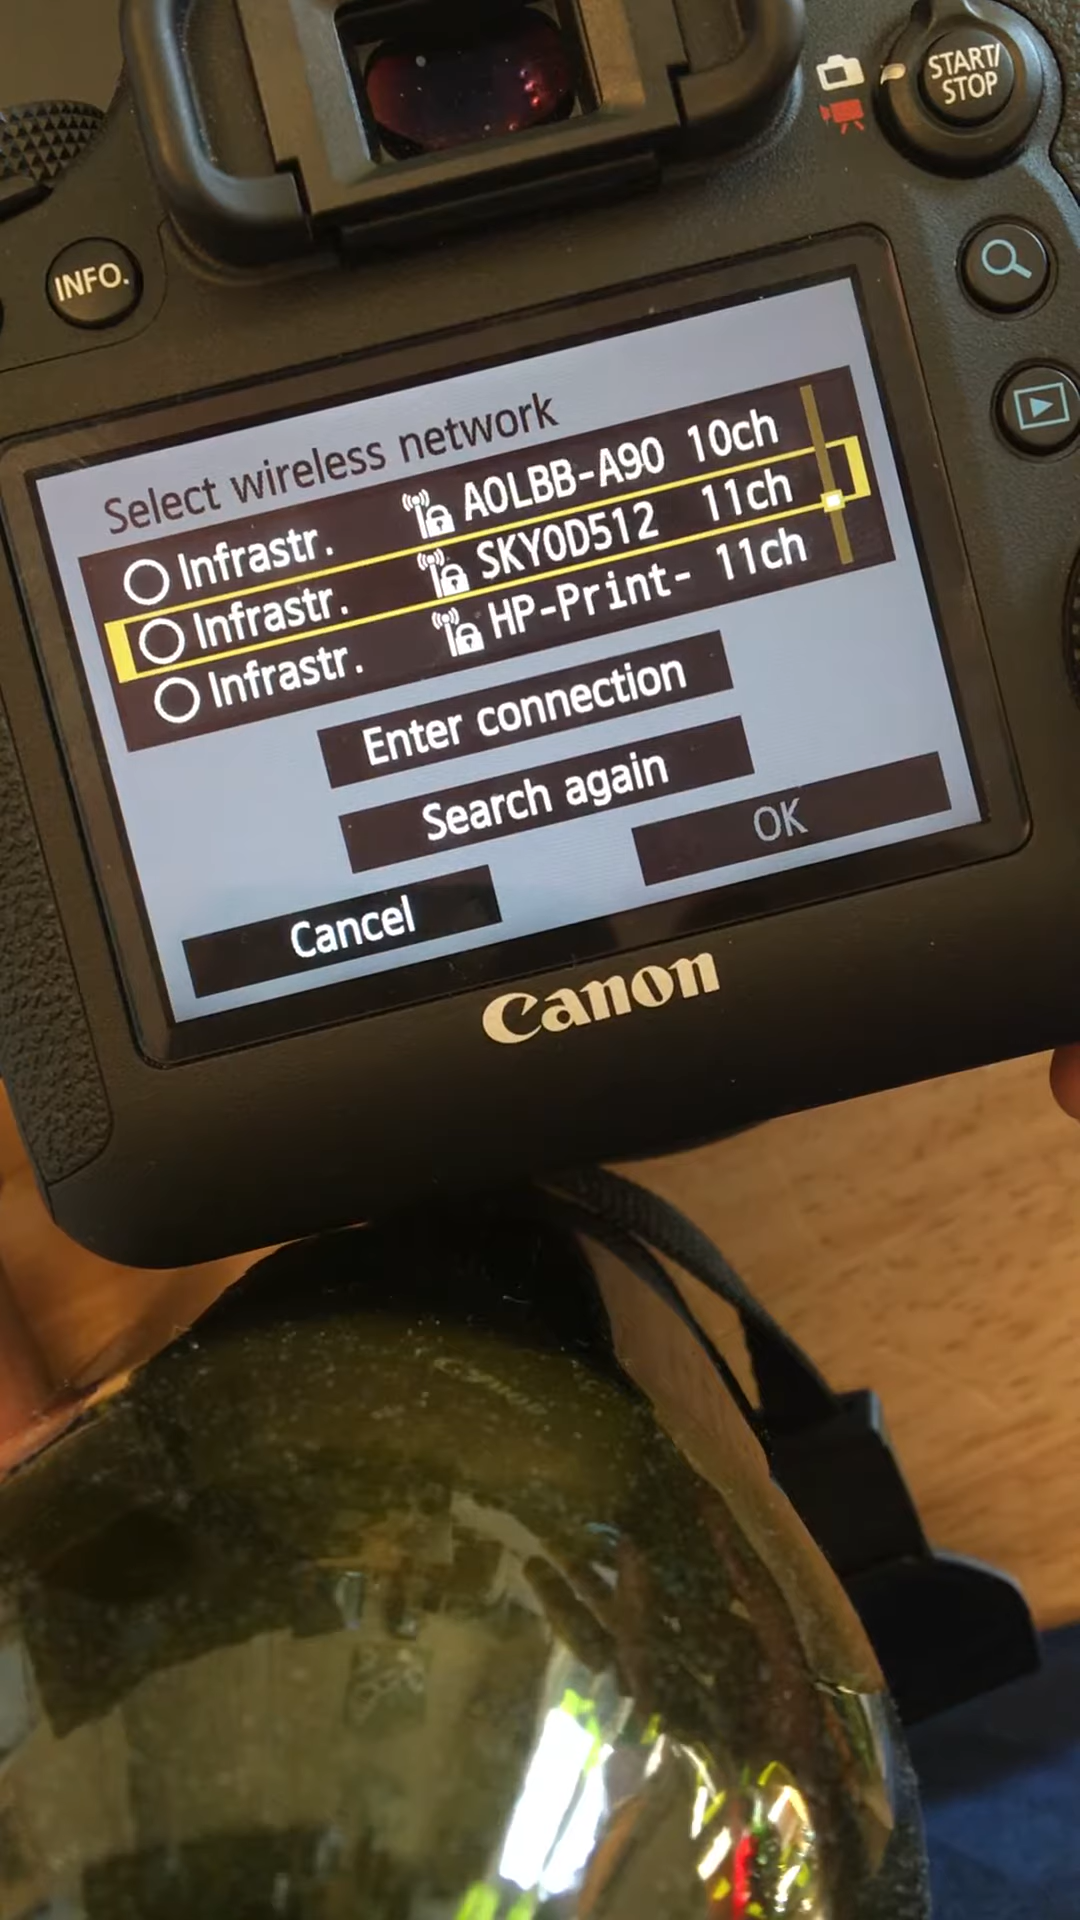 START/
STOP
INFO.
Select wireless network
Infrastr. AOLBB-A90 10ch
Infrastr. SKY0D512 11ch
Infrastr. HP-Print- 11ch
Enter connection
Search again
OK
Cancel
Canon